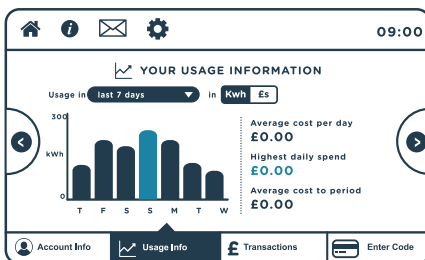 09:00
YOUR USAGE INFORMATION
Usage in last 7 days in Kwh £s
300
kWh
0
T F S S M T W
Average cost per day
£0.00
Highest daily spend
£0.00
Average cost to period
£0.00
Account Info
Usage Info
£ Transactions
Enter Code